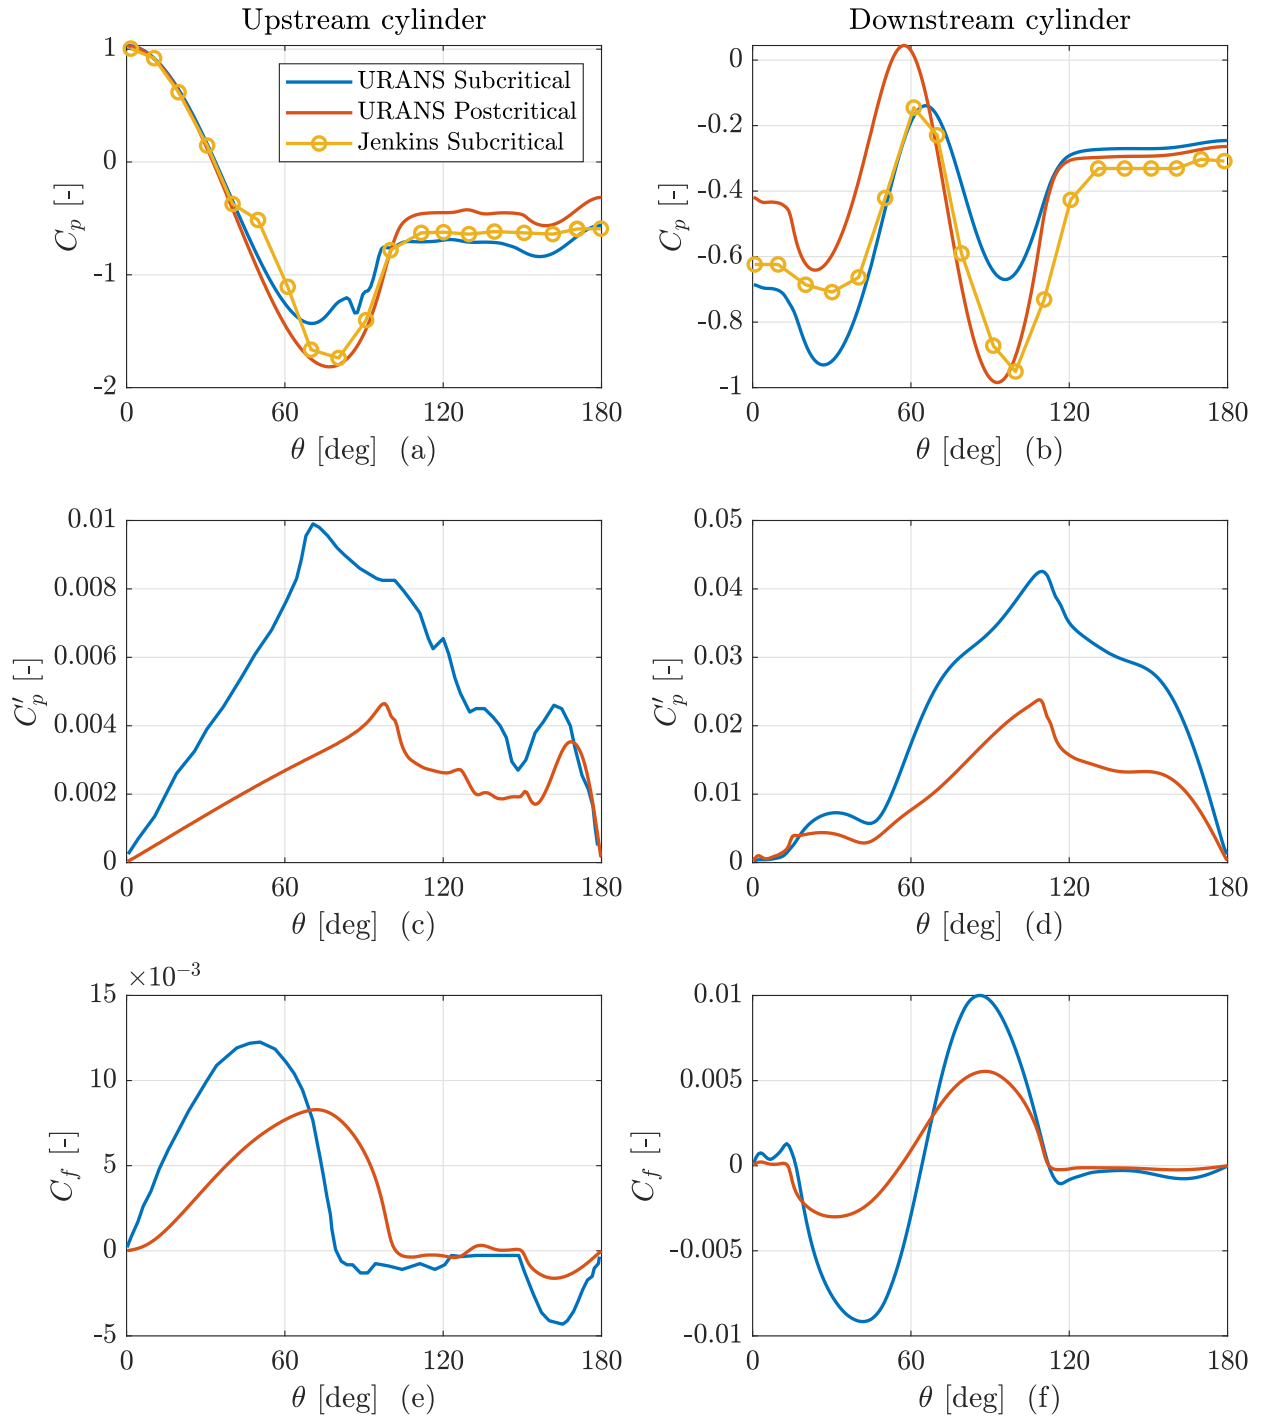 Upstream cylinder
Downstream cylinder
1
0
-1
-2
C_p [-]
URANS Subcritical
URANS Postcritical
Jenkins Subcritical
0 60 120 180
θ [deg] (a)
0
-0.2
-0.4
-0.6
-0.8
-1
C_p [-]
0 60 120 180
θ [deg] (b)
0.01
0.008
0.006
0.004
0.002
0
C'_p [-]
0 60 120 180
θ [deg] (c)
0.05
0.04
0.03
0.02
0.01
0
C'_p [-]
0 60 120 180
θ [deg] (d)
×10⁻³
15
10
5
0
-5
C_f [-]
0 60 120 180
θ [deg] (e)
0.01
0.005
0
-0.005
-0.01
C_f [-]
0 60 120 180
θ [deg] (f)